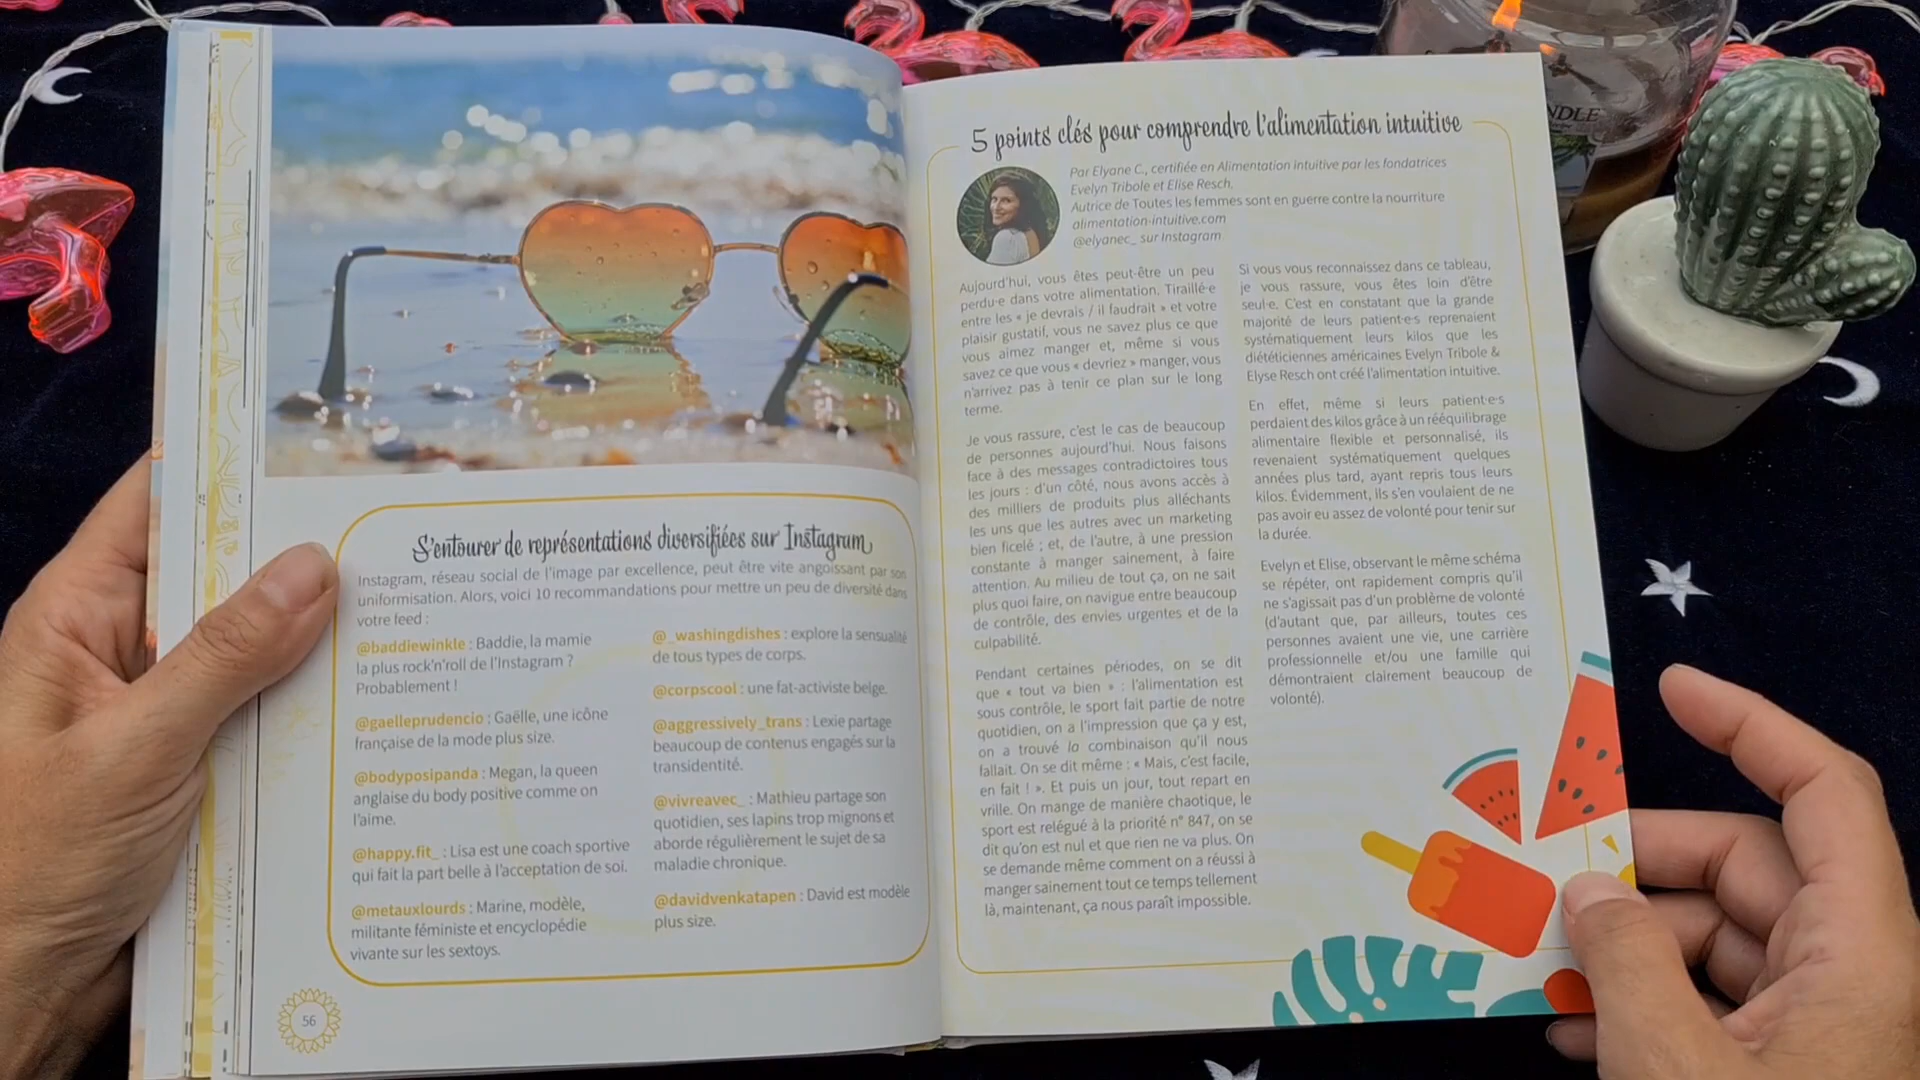 S'entourer de représentations diversifiées sur Instagram
Instagram, réseau social de l'image par excellence, peut être vite angoissant par son
uniformisation. Alors, voici 10 recommandations pour mettre un peu de diversité dans
votre feed :
@baddiewinkle : Baddie, la mamie
la plus rock'n'roll de l'Instagram ?
Probablement !
@gaelleprudencio : Gaëlle, une icône
française de la mode plus size.
@bodyposipanda : Megan, la queen
anglaise du body positive comme on
l'aime.
@happy.fit_ : Lisa est une coach sportive
qui fait la part belle à l'acceptation de soi.
@metauxlourds : Marine, modèle,
militante féministe et encyclopédie
vivante sur les sextoys.
@_washingdishes : explore la sensualité
de tous types de corps.
@corpscool : une fat-activiste belge.
@aggressively_trans : Lexie partage
beaucoup de contenus engagés sur la
transidentité.
@vivreavec_ : Mathieu partage son
quotidien, ses lapins trop mignons et
aborde régulièrement le sujet de sa
maladie chronique.
@davidvenkatapen : David est modèle
plus size.
56
5 points clés pour comprendre l'alimentation intuitive
Par Elyane C., certifiée en Alimentation intuitive par les fondatrices
Evelyn Tribole et Elise Resch.
Autrice de Toutes les femmes sont en guerre contre la nourriture
alimentation-intuitive.com
@elyanec_ sur Instagram
Aujourd'hui, vous êtes peut-être un peu
perdu·e dans votre alimentation. Tiraillé·e
entre les « je devrais / il faudrait » et votre
plaisir gustatif, vous ne savez plus ce que
vous aimez manger et, même si vous
savez ce que vous « devriez » manger, vous
n'arrivez pas à tenir ce plan sur le long
terme.
Je vous rassure, c'est le cas de beaucoup
de personnes aujourd'hui. Nous faisons
face à des messages contradictoires tous
les jours : d'un côté, nous avons accès à
des milliers de produits plus alléchants
les uns que les autres avec un marketing
bien ficelé ; et, de l'autre, à une pression
constante à manger sainement, à faire
attention. Au milieu de tout ça, on ne sait
plus quoi faire, on navigue entre beaucoup
de contrôle, des envies urgentes et de la
culpabilité.
Pendant certaines périodes, on se dit
que « tout va bien » : l'alimentation est
sous contrôle, le sport fait partie de notre
quotidien, on a l'impression que ça y est,
on a trouvé la combinaison qu'il nous
fallait. On se dit même : « Mais, c'est facile,
en fait ! ». Et puis un jour, tout repart en
vrille. On mange de manière chaotique, le
sport est relégué à la priorité n° 847, on se
dit qu'on est nul et que rien ne va plus. On
se demande même comment on a réussi à
manger sainement tout ce temps tellement
là, maintenant, ça nous paraît impossible.
Si vous vous reconnaissez dans ce tableau,
je vous rassure, vous êtes loin d'être
seul·e. C'est en constatant que la grande
majorité de leurs patient·e·s reprenaient
systématiquement leurs kilos que les
diététiciennes américaines Evelyn Tribole &
Elyse Resch ont créé l'alimentation intuitive.
En effet, même si leurs patient·e·s
perdaient des kilos grâce à un rééquilibrage
alimentaire flexible et personnalisé, ils
revenaient systématiquement quelques
années plus tard, ayant repris tous leurs
kilos. Évidemment, ils s'en voulaient de ne
pas avoir eu assez de volonté pour tenir sur
la durée.
Evelyn et Elise, observant le même schéma
se répéter, ont rapidement compris qu'il
ne s'agissait pas d'un problème de volonté
(d'autant que, par ailleurs, toutes ces
personnes avaient une vie, une carrière
professionnelle et/ou une famille qui
démontraient clairement beaucoup de
volonté).